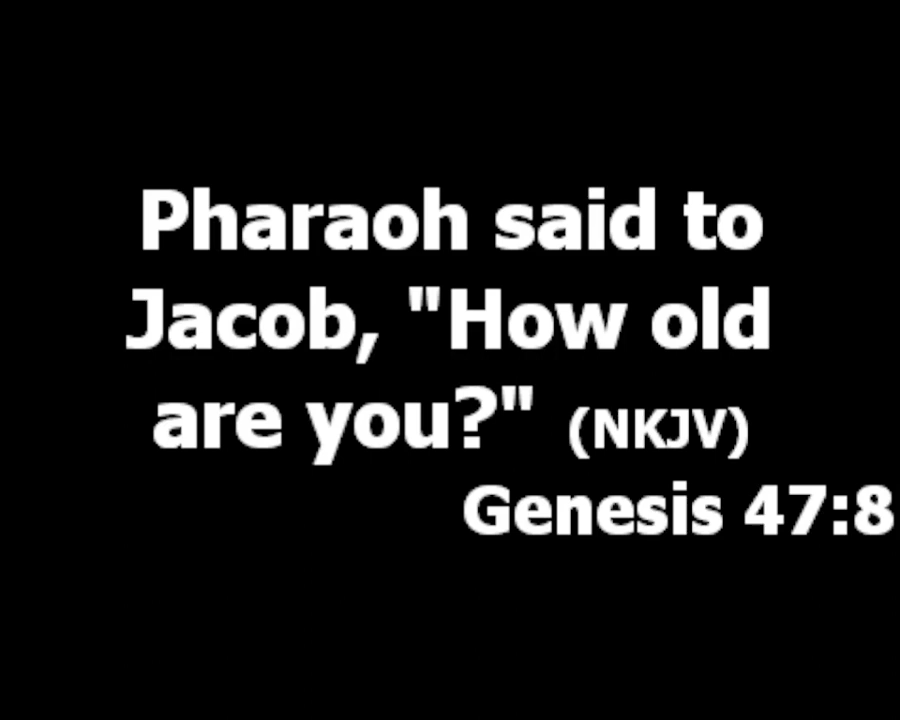 Pharaoh said to
Jacob, "How old
are you?" (NKJV)
Genesis 47:8